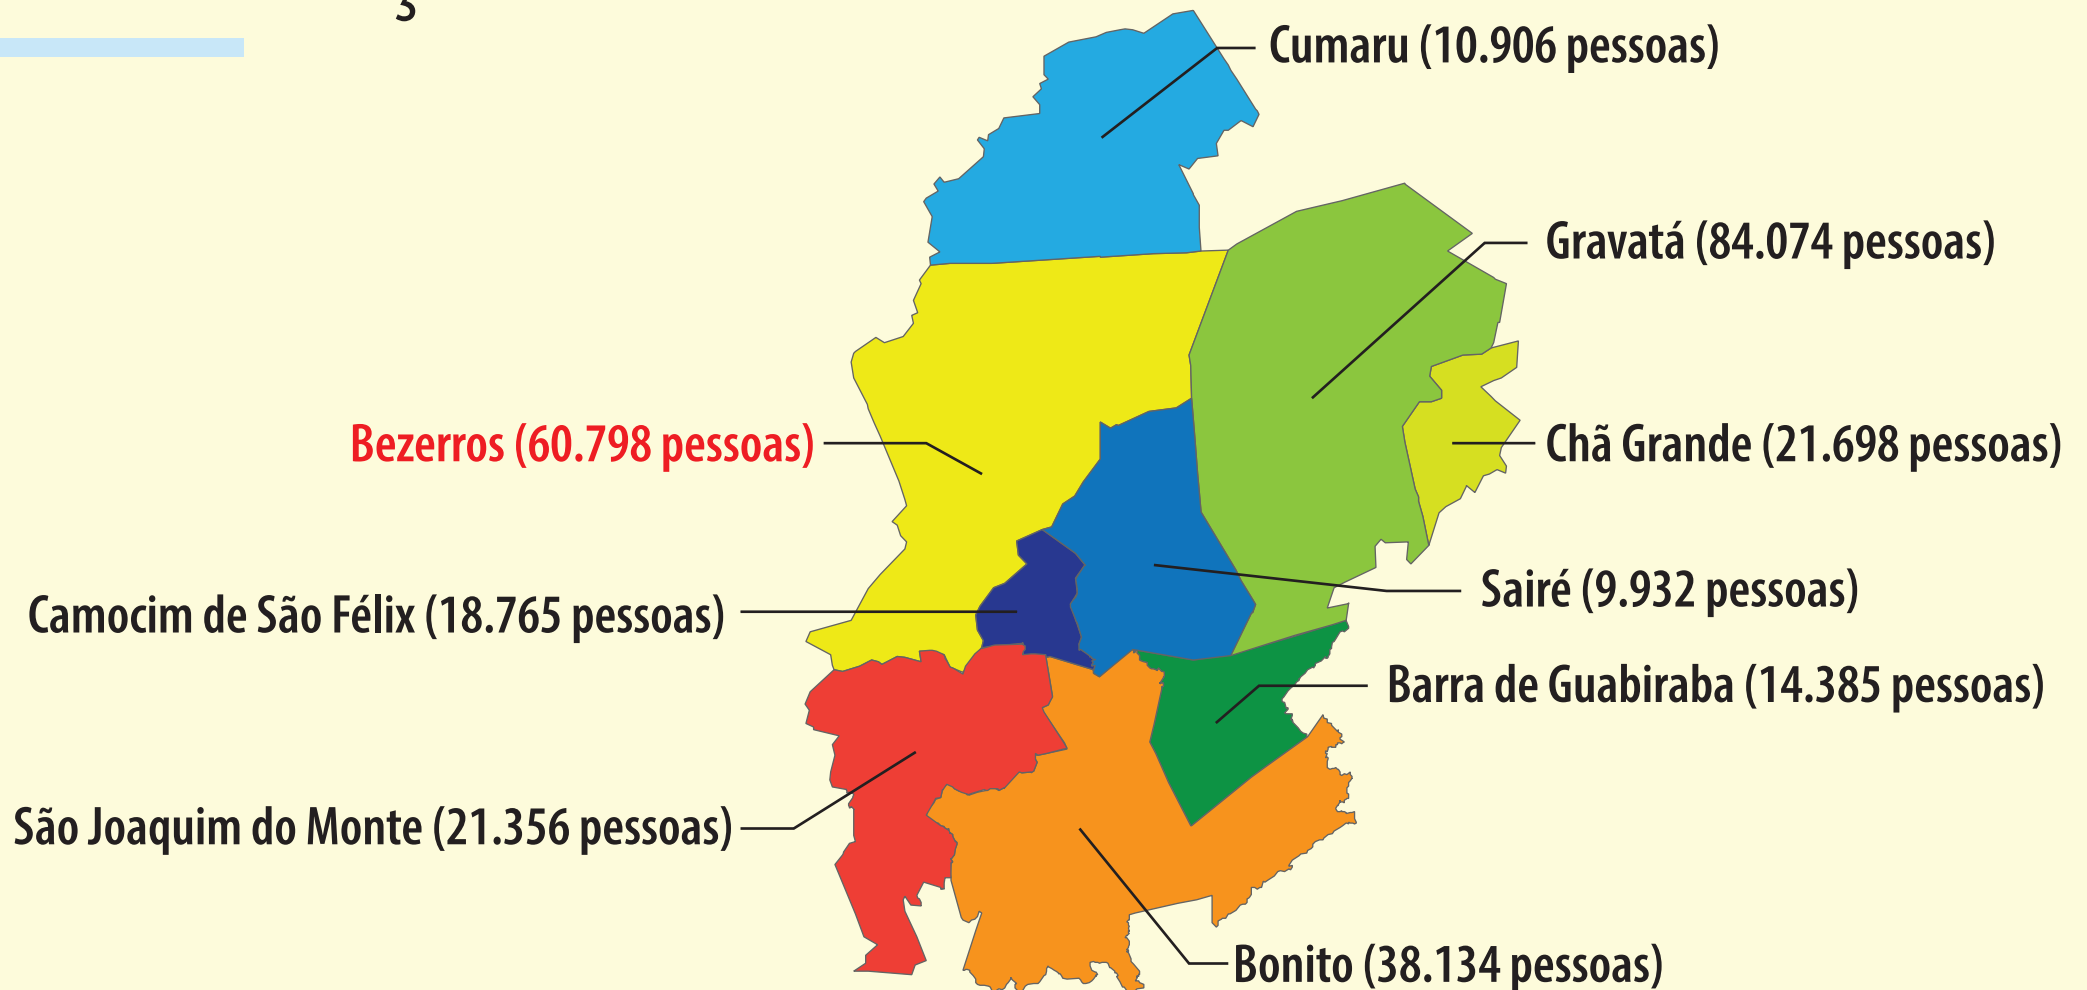 Cumaru (10.906 pessoas)
Gravatá (84.074 pessoas)
Bezerros (60.798 pessoas)
Chã Grande (21.698 pessoas)
Sairé (9.932 pessoas)
Camocim de São Félix (18.765 pessoas)
Barra de Guabiraba (14.385 pessoas)
São Joaquim do Monte (21.356 pessoas)
Bonito (38.134 pessoas)